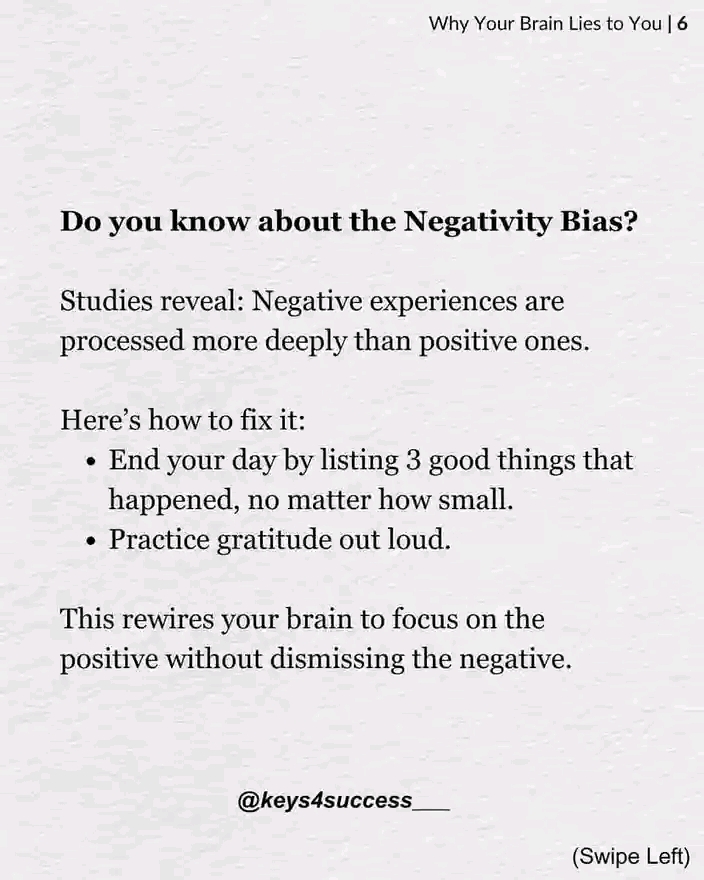 Why Your Brain Lies to You | 6
Do you know about the Negativity Bias?
Studies reveal: Negative experiences are
processed more deeply than positive ones.
Here’s how to fix it:
• End your day by listing 3 good things that
happened, no matter how small.
• Practice gratitude out loud.
This rewires your brain to focus on the
positive without dismissing the negative.
@keys4success___
(Swipe Left)